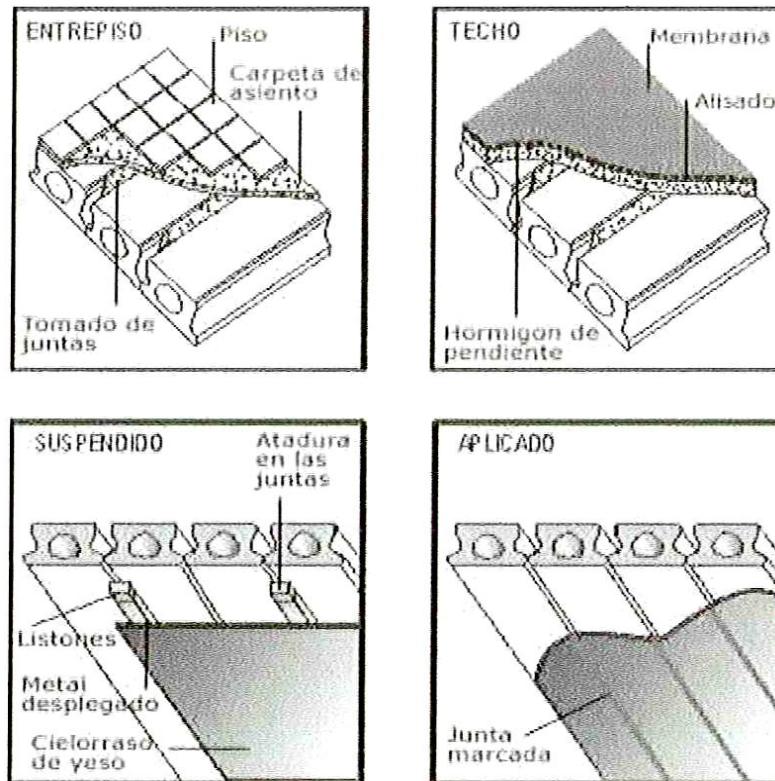 ENTREPISO
Piso
Carpeta de
asiento
Tomado de
juntas
TECHO
Membrana
Alisado
Hormigon de
pendiente
SUSPENDIDO
Atadura
en las
juntas
Listones
Metal
desplegado
Cielorraso
de yeso
APLICADO
Junta
marcada